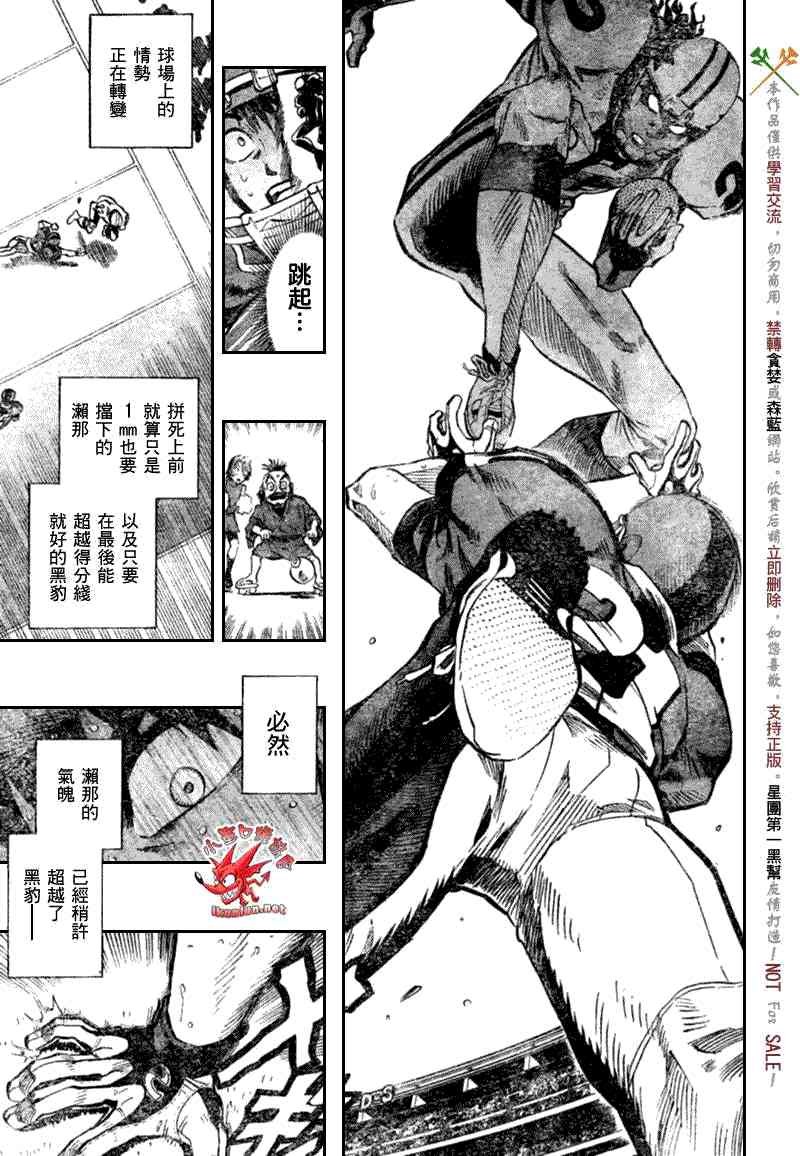 跳起…
球場上的
情勢
正在轉變
拼死上前
就算只是
1mm也要
擋下的
瀨那
以及只要
在最後能
超越得分綫
就好的黑豹
必然
瀨那的
氣魄
已經稍許
超越了
黑豹——
D-S
ikamian.net
本作品僅供學習交流，切勿商用。禁轉貪婪或森藍網站。欣賞后請立即刪除，如您喜歡，支持正版。星團第一黑幫友情打造—NOT For SALE—